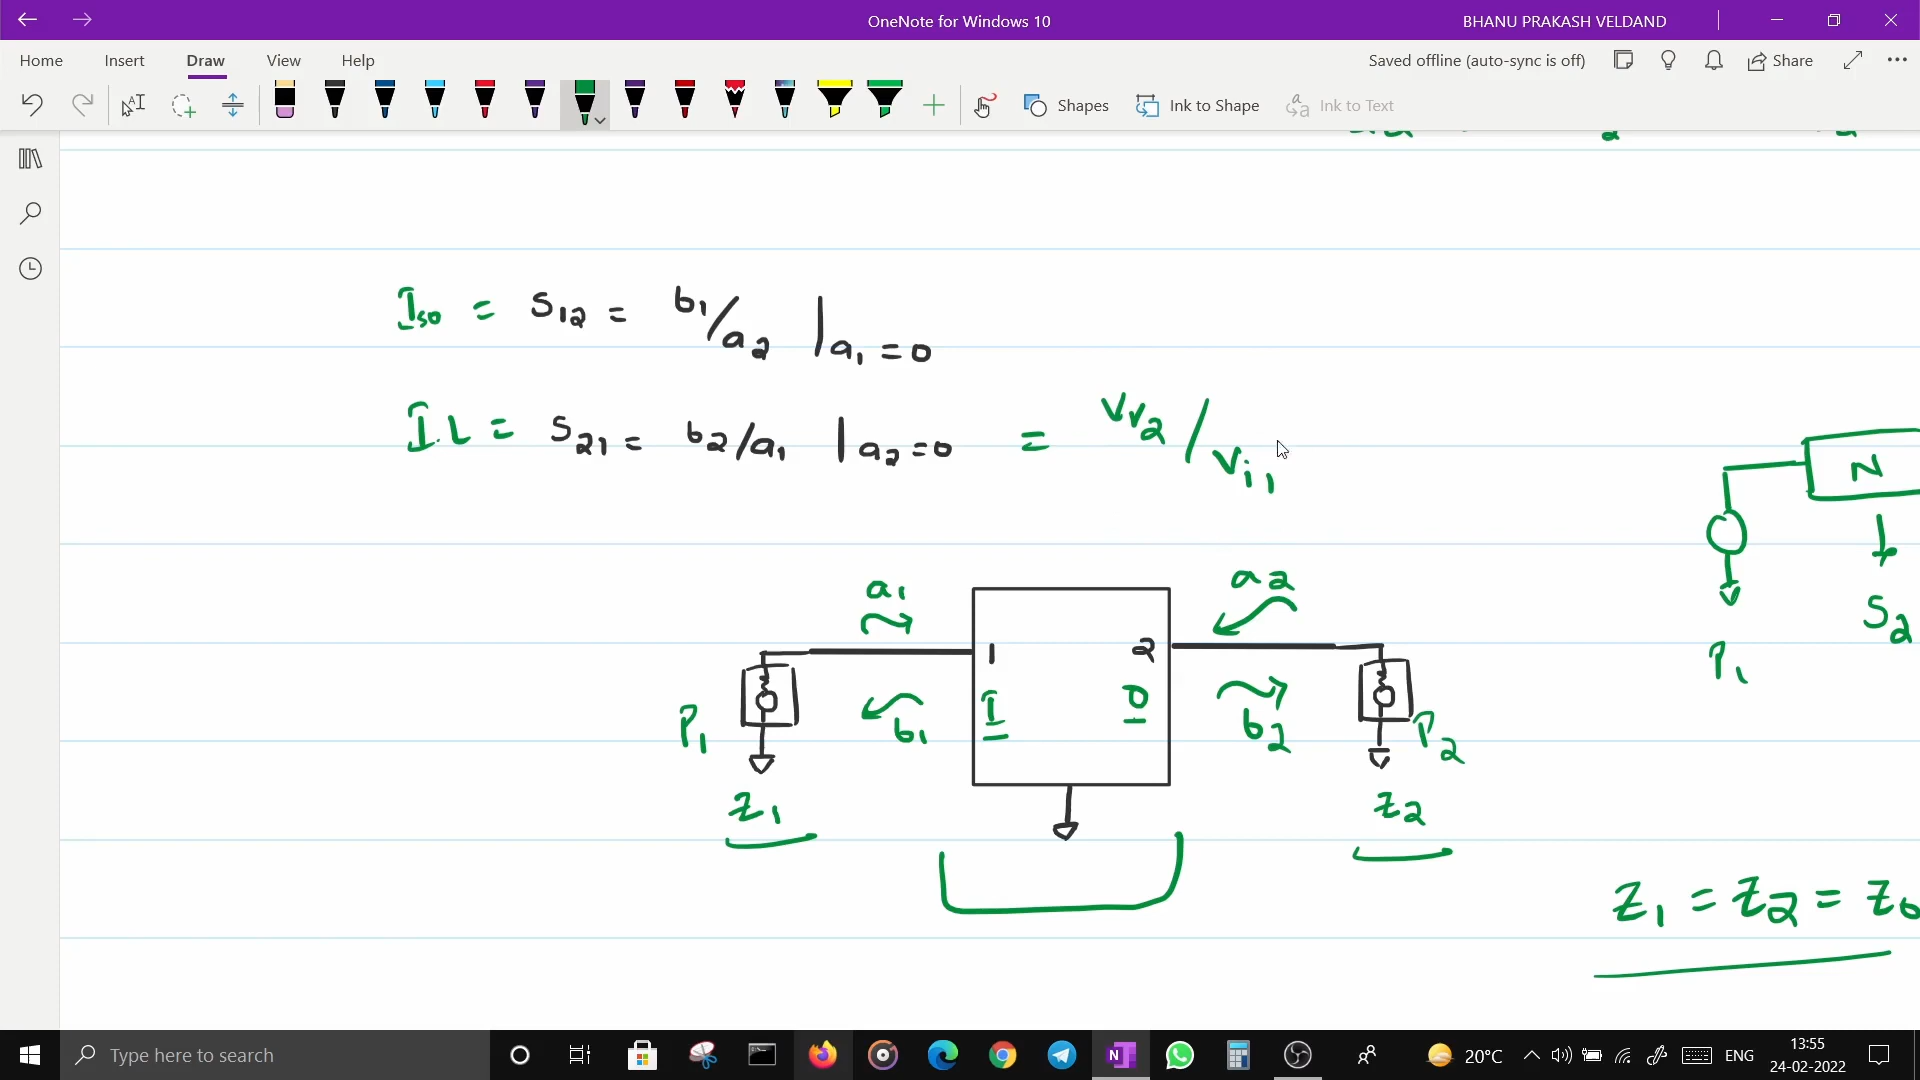 OneNote for Windows 10
BHANU PRAKASH VELDAND
Home Insert Draw View Help
Saved offline (auto-sync is off)
Share
Shapes
Ink to Shape
Ink to Text
Iso = S12 = b1/a2 |a1 = 0
I.L = S21 = b2/a1 |a2 = 0 = Vr2 / Vi1
N
a1
a2
1
2
S2
P1
P1
b1
I
O
b2
P2
Z1
Z2
Z1 = Z2 = Z0
Type here to search
20°C
ENG
13:55
24-02-2022